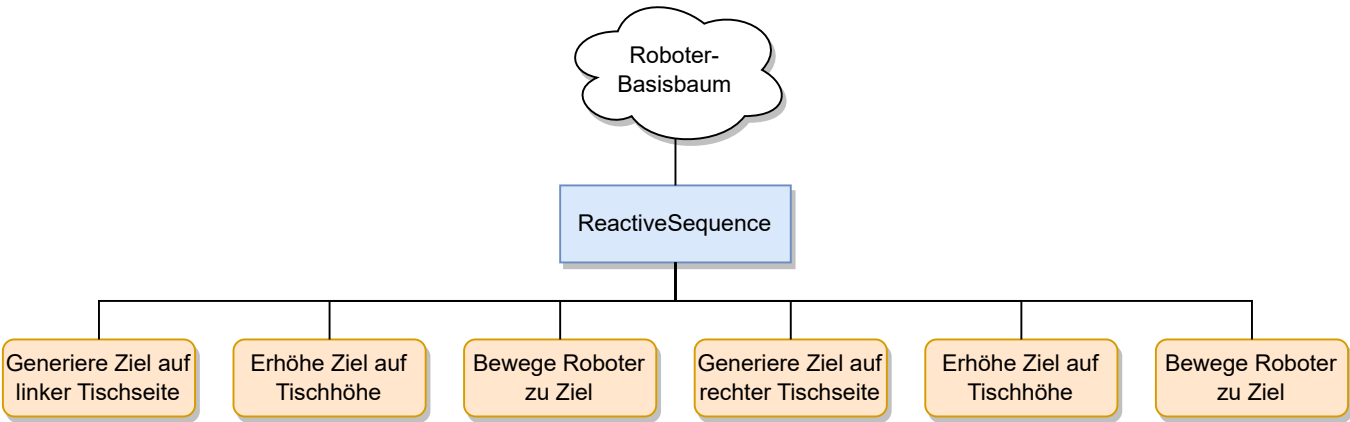 Roboter-
Basisbaum
ReactiveSequence
Generiere Ziel auf
linker Tischseite
Erhöhe Ziel auf
Tischhöhe
Bewege Roboter
zu Ziel
Generiere Ziel auf
rechter Tischseite
Erhöhe Ziel auf
Tischhöhe
Bewege Roboter
zu Ziel